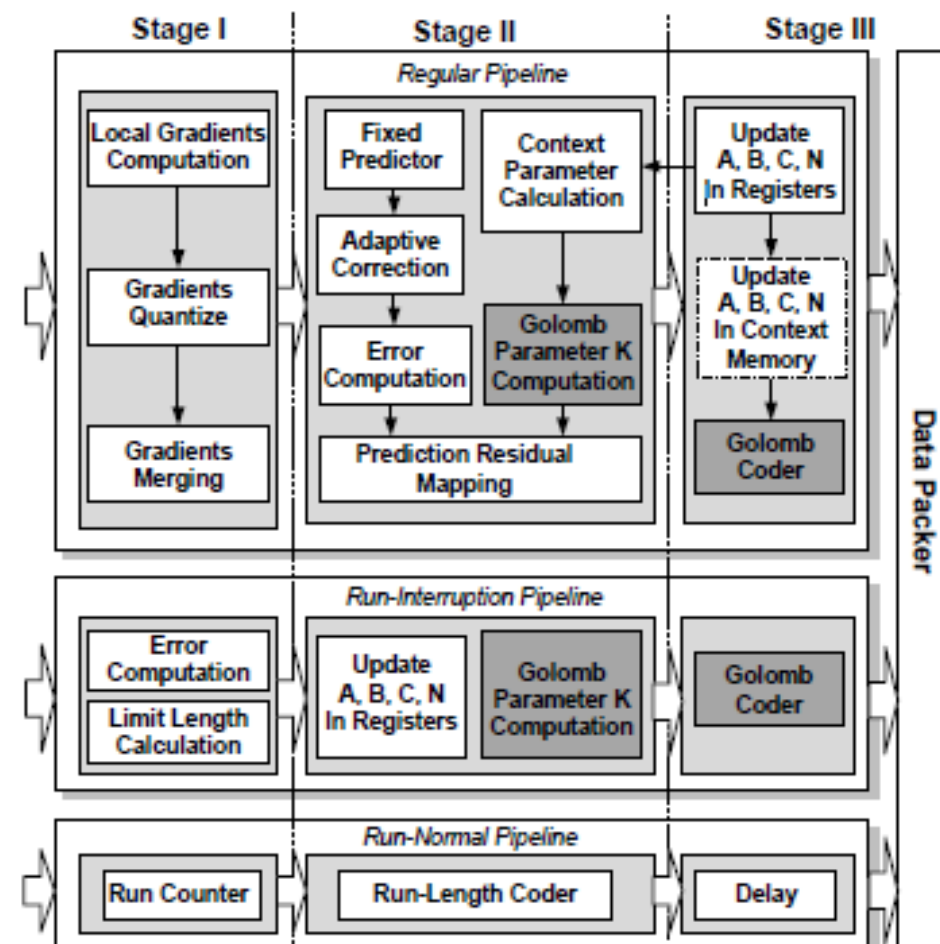 Stage I
Stage II
Stage III
Regular Pipeline
Local Gradients
Computation
Gradients
Quantize
Gradients
Merging
Fixed
Predictor
Adaptive
Correction
Error
Computation
Context
Parameter
Calculation
Golomb
Parameter K
Computation
Prediction Residual
Mapping
Update
A, B, C, N
In Registers
Update
A, B, C, N
In Context
Memory
Golomb
Coder
Run-Interruption Pipeline
Error
Computation
Limit Length
Calculation
Update
A, B, C, N
In Registers
Golomb
Parameter K
Computation
Golomb
Coder
Run-Normal Pipeline
Run Counter
Run-Length Coder
Delay
Data Packer